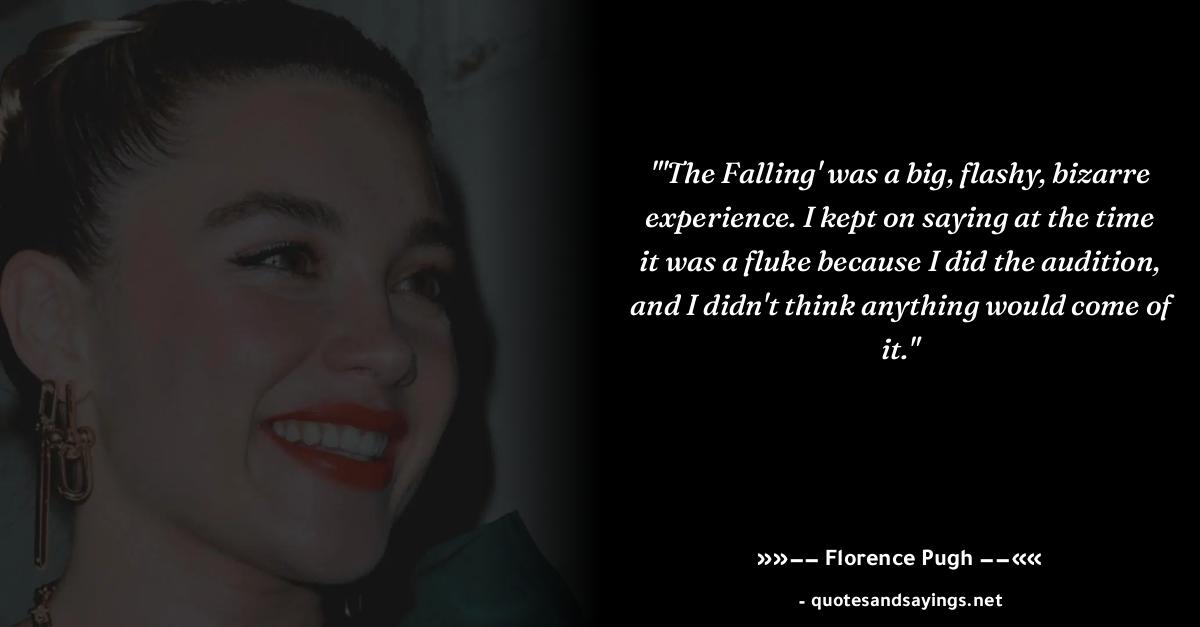 "'The Falling' was a big, flashy, bizarre
experience. I kept on saying at the time
it was a fluke because I did the audition,
and I didn't think anything would come of
it."
»»−− Florence Pugh −−««
- quotesandsayings.net